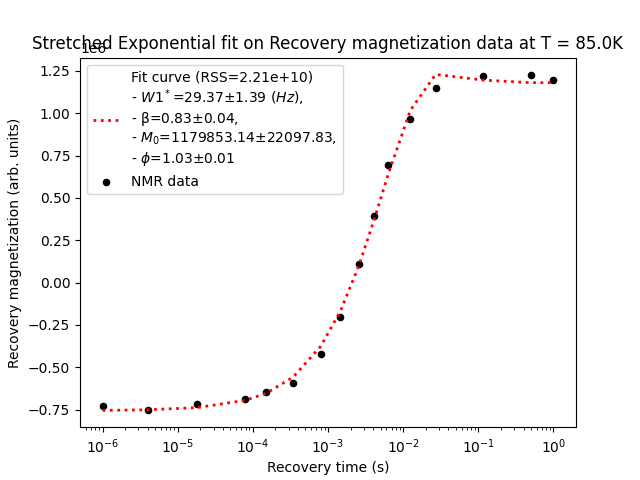 Stretched Exponential fit on Recovery magnetization data at T = 85.0K
1e6
Fit curve (RSS=2.21e+10)
- W1* =29.37±1.39 (Hz),
- β=0.83±0.04,
- M₀=1179853.14±22097.83,
- ϕ=1.03±0.01
NMR data
Recovery magnetization (arb. units)
1.25
1.00
0.75
0.50
0.25
0.00
−0.25
−0.50
−0.75
10⁻⁶ 10⁻⁵ 10⁻⁴ 10⁻³ 10⁻² 10⁻¹ 10⁰
Recovery time (s)